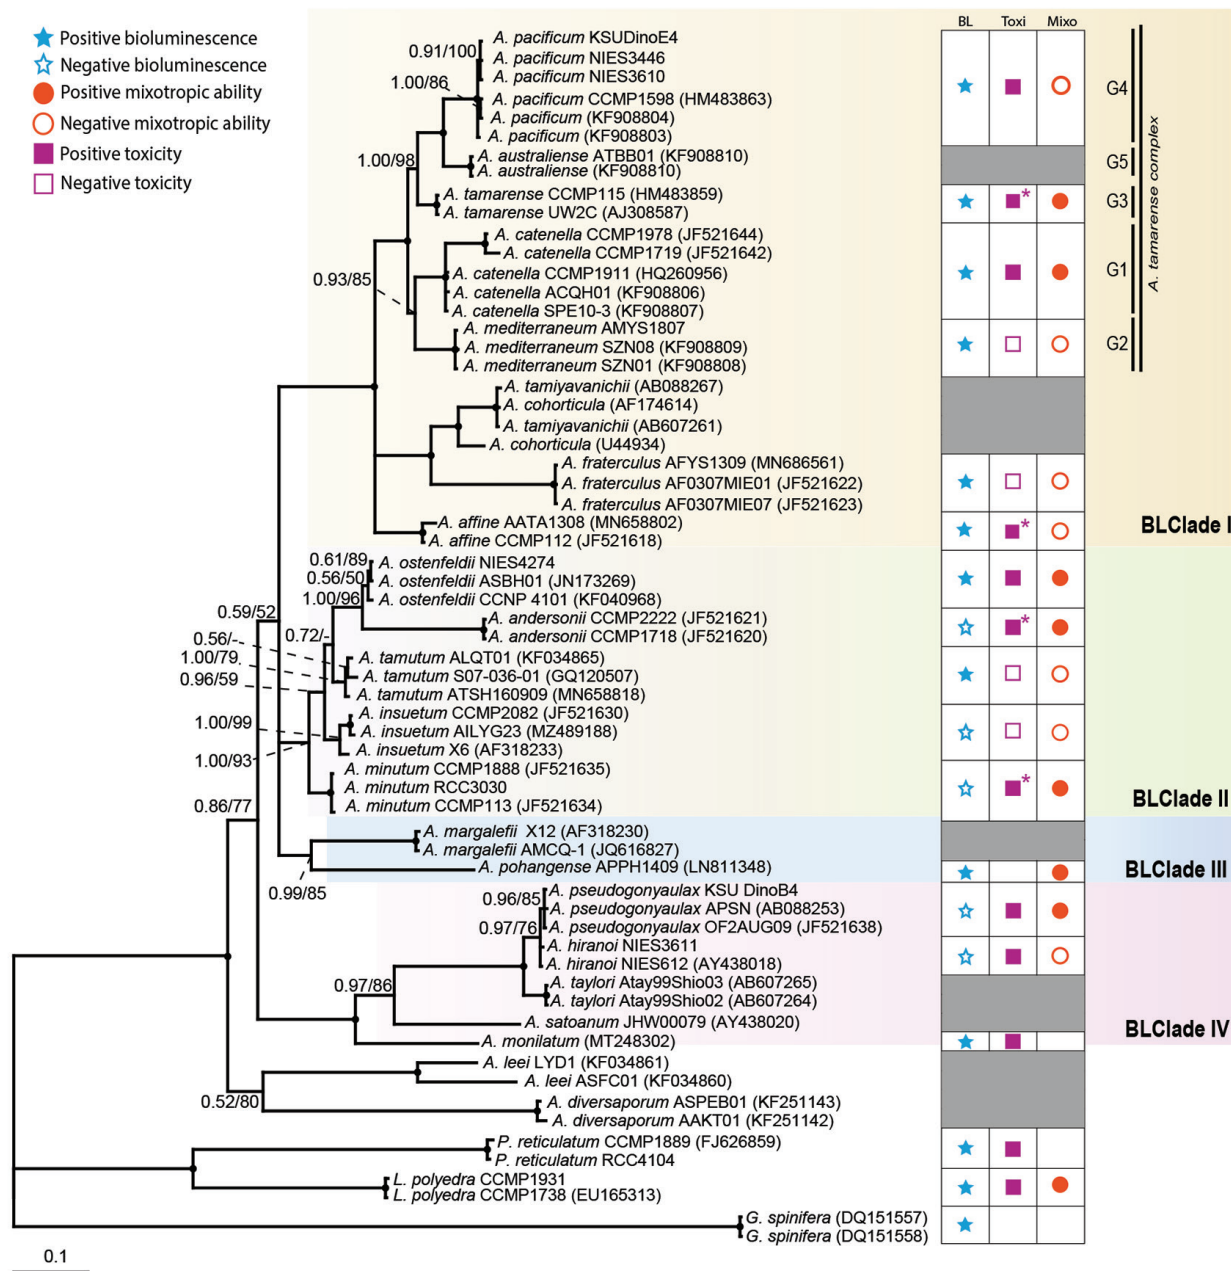 BL Toxi Mixo
Positive bioluminescence
Negative bioluminescence
Positive mixotropic ability
Negative mixotropic ability
Positive toxicity
Negative toxicity
A. pacificum KSUDinoE4
0.91/100
A. pacificum NIES3446
A. pacificum NIES3610
1.00/86
A. pacificum CCMP1598 (HM483863)
A. pacificum (KF908804)
A. pacificum (KF908803)
G4
A. australiense ATBB01 (KF908810)
1.00/98
A. australiense (KF908810)
G5
A. tamarense CCMP115 (HM483859)
*
A. tamarense UW2C (AJ308587)
G3
A. tamarense complex
A. catenella CCMP1978 (JF521644)
A. catenella CCMP1719 (JF521642)
A. catenella CCMP1911 (HQ260956)
G1
0.93/85
A. catenella ACQH01 (KF908806)
A. catenella SPE10-3 (KF908807)
A. mediterraneum AMYS1807
A. mediterraneum SZN08 (KF908809)
G2
A. mediterraneum SZN01 (KF908808)
A. tamiyavanichii (AB088267)
A. cohorticula (AF174614)
A. tamiyavanichii (AB607261)
A. cohorticula (U44934)
A. fraterculus AFYS1309 (MN686561)
A. fraterculus AF0307MIE01 (JF521622)
A. fraterculus AF0307MIE07 (JF521623)
A. affine AATA1308 (MN658802)
*
BLClade I
A. affine CCMP112 (JF521618)
0.61/89
A. ostenfeldii NIES4274
0.56/50
A. ostenfeldii ASBH01 (JN173269)
1.00/96
A. ostenfeldii CCNP 4101 (KF040968)
0.59/52
A. andersonii CCMP2222 (JF521621)
*
0.72/-
A. andersonii CCMP1718 (JF521620)
0.56/-
1.00/79
A. tamutum ALQT01 (KF034865)
0.96/59
A. tamutum S07-036-01 (GQ120507)
A. tamutum ATSH160909 (MN658818)
A. insuetum CCMP2082 (JF521630)
1.00/99
A. insuetum AILYG23 (MZ489188)
A. insuetum X6 (AF318233)
1.00/93
A. minutum CCMP1888 (JF521635)
*
A. minutum RCC3030
A. minutum CCMP113 (JF521634)
BLClade II
0.86/77
A. margalefii X12 (AF318230)
A. margalefii AMCQ-1 (JQ616827)
A. pohangense APPH1409 (LN811348)
BLClade III
0.99/85
A. pseudogonyaulax KSU DinoB4
0.96/85
A. pseudogonyaulax APSN (AB088253)
0.97/76
A. pseudogonyaulax OF2AUG09 (JF521638)
A. hiranoi NIES3611
A. hiranoi NIES612 (AY438018)
0.97/86
A. taylori Atay99Shio03 (AB607265)
A. taylori Atay99Shio02 (AB607264)
A. satoanum JHW00079 (AY438020)
BLClade IV
A. monilatum (MT248302)
A. leei LYD1 (KF034861)
A. leei ASFC01 (KF034860)
0.52/80
A. diversaporum ASPEB01 (KF251143)
A. diversaporum AAKT01 (KF251142)
P. reticulatum CCMP1889 (FJ626859)
P. reticulatum RCC4104
L. polyedra CCMP1931
L. polyedra CCMP1738 (EU165313)
G. spinifera (DQ151557)
G. spinifera (DQ151558)
0.1